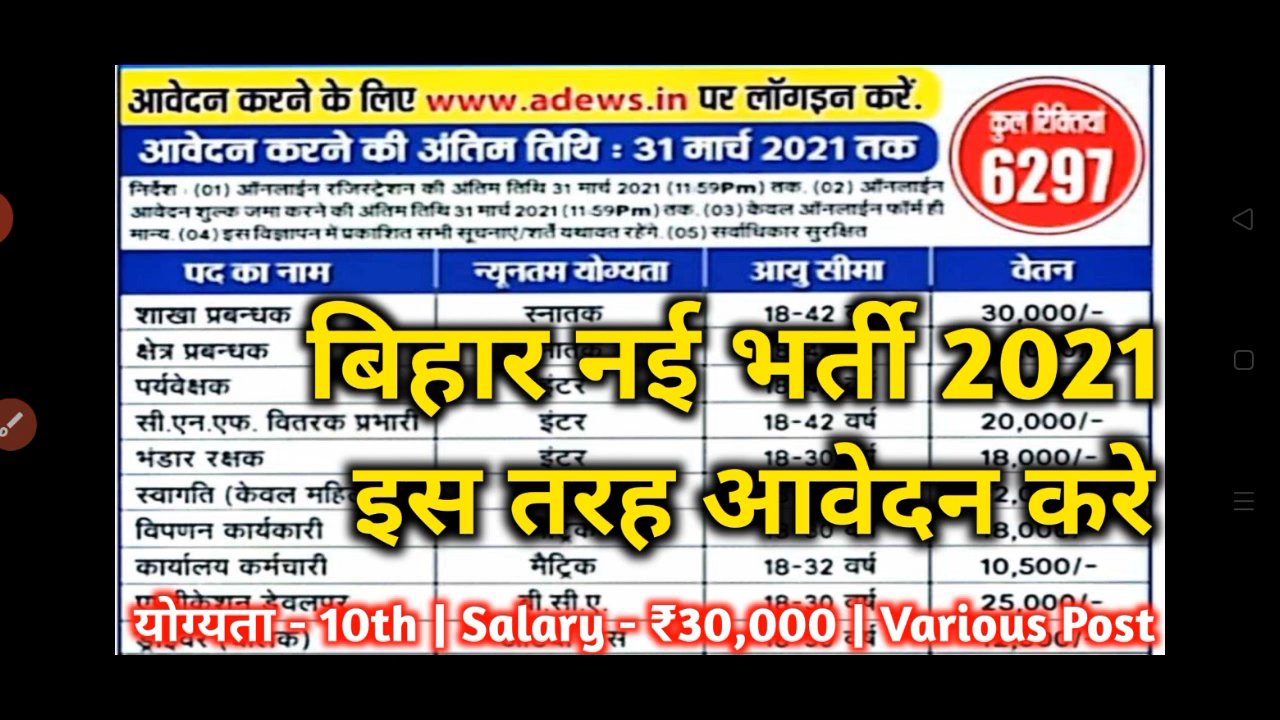 आवेदन करने के लिए www.adews.in पर लॉगइन करें.
आवेदन करने की अंतिम तिथि : 31 मार्च 2021 तक
कुल रिक्तियां
6297
निर्देश : (01) ऑनलाईन रजिस्ट्रेशन की अंतिम तिथि 31 मार्च 2021 (11:59Pm) तक. (02) ऑनलाईन
आवेदन शुल्क जमा करने की अंतिम तिथि 31 मार्च 2021 (11:59Pm) तक. (03) केवल ऑनलाईन फॉर्म ही
मान्य. (04) इस विज्ञापन में प्रकाशित सभी सूचनाएं/शर्तें यथावत रहेंगे. (05) सर्वाधिकार सुरक्षित
पद का नाम न्यूनतम योग्यता आयु सीमा वेतन
शाखा प्रबन्धक स्नातक 18-42 30,000/-
क्षेत्र प्रबन्धक
बिहार नई भर्ती 2021
पर्यवेक्षक इंटर
सी.एन.एफ. वितरक प्रभारी इंटर 18-42 वर्ष 20,000/-
भंडार रक्षक इंटर 18-30 18,000/-
स्वागति (केवल
इस तरह आवेदन करे
विपणन कार्यकारी
कार्यालय कर्मचारी मैट्रिक 18-32 वर्ष 10,500/-
18-30 वर्ष 25,000/-
योग्यता - 10th | Salary - ₹30,000 | Various Post